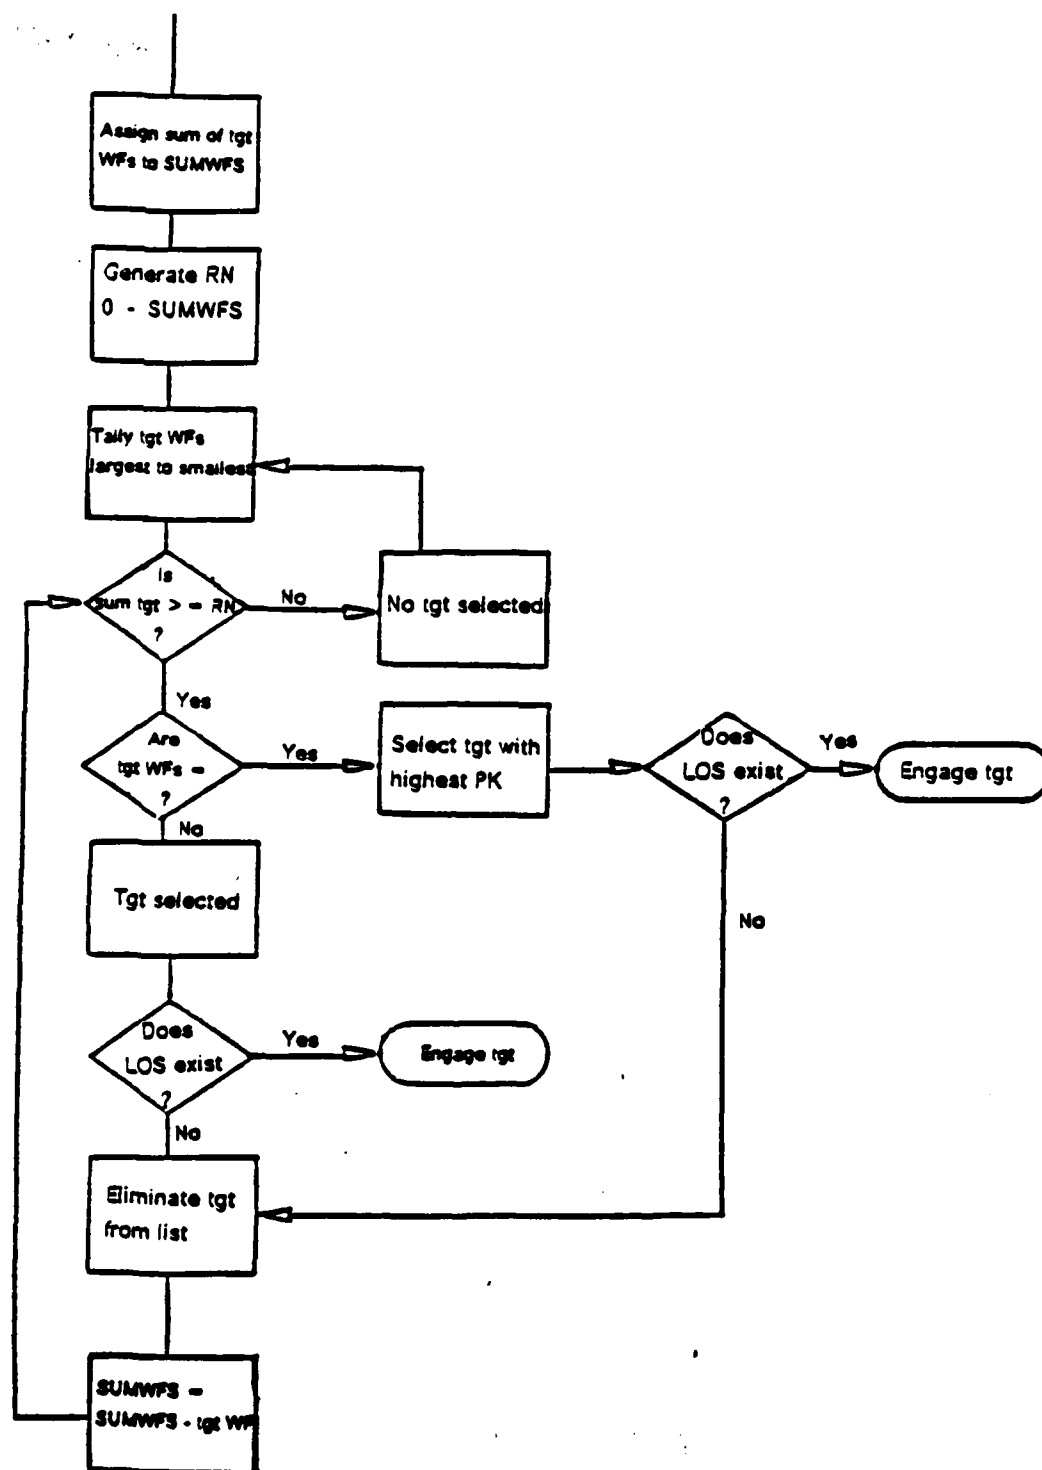 Assign sum of tgt
WFs to SUMWFS
Generate RN
0 - SUMWFS
Tally tgt WFs
largest to smallest
Is
sum tgt > = RN
?
No
No tgt selected
Yes
Are
tgt WFs =
?
Yes
Select tgt with
highest PK
Does
LOS exist
?
Yes
Engage tgt
No
Tgt selected
No
Does
LOS exist
?
Yes
Engage tgt
No
Eliminate tgt
from list
SUMWFS =
SUMWFS - tgt WF